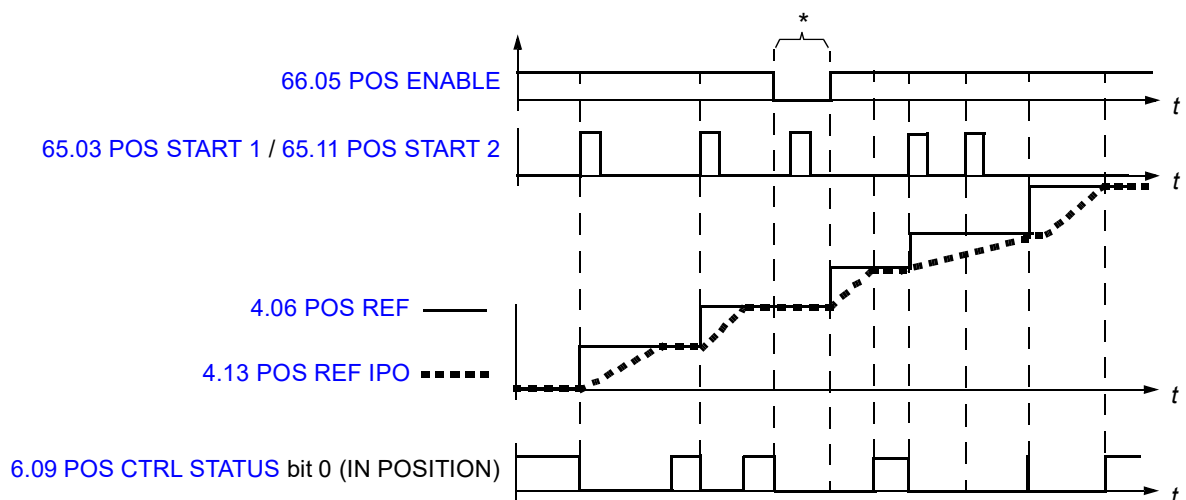 *
66.05 POS ENABLE
t
65.03 POS START 1 / 65.11 POS START 2
t
4.06 POS REF
4.13 POS REF IPO
t
6.09 POS CTRL STATUS bit 0 (IN POSITION)
t